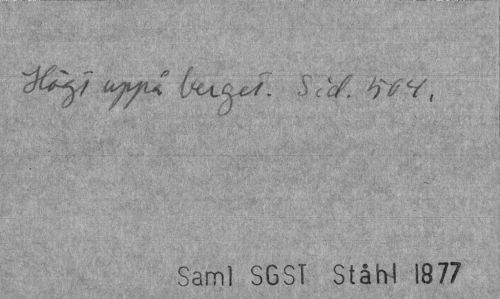 Högt uppå berget. Sid. 504.
Saml SGST Ståhl 1877